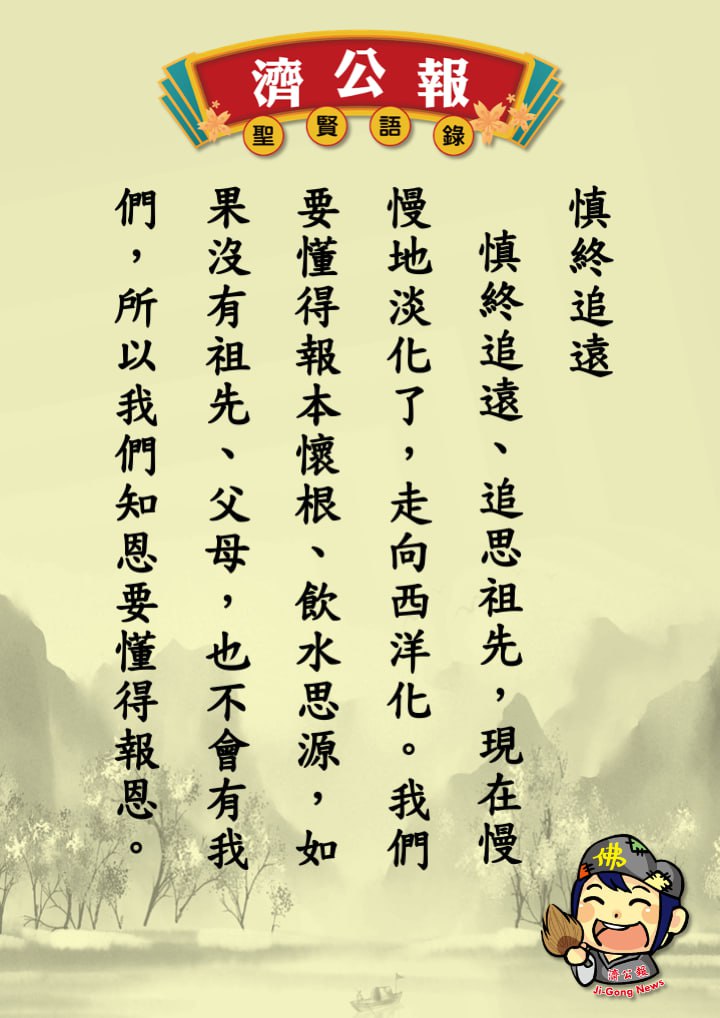 濟公報
聖賢語錄
慎終追遠
慎終追遠、追思祖先，現在慢
慢地淡化了，走向西洋化。我們
要懂得報本懷根、飲水思源，如
果沒有祖先、父母，也不會有我
們，所以我們知恩要懂得報恩。
佛
濟公報
Ji-Gong News